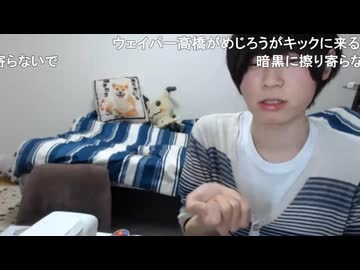 ウェイバー高橋がめじろうがキックに来る
寄らないで
暗黒に擦り寄らな